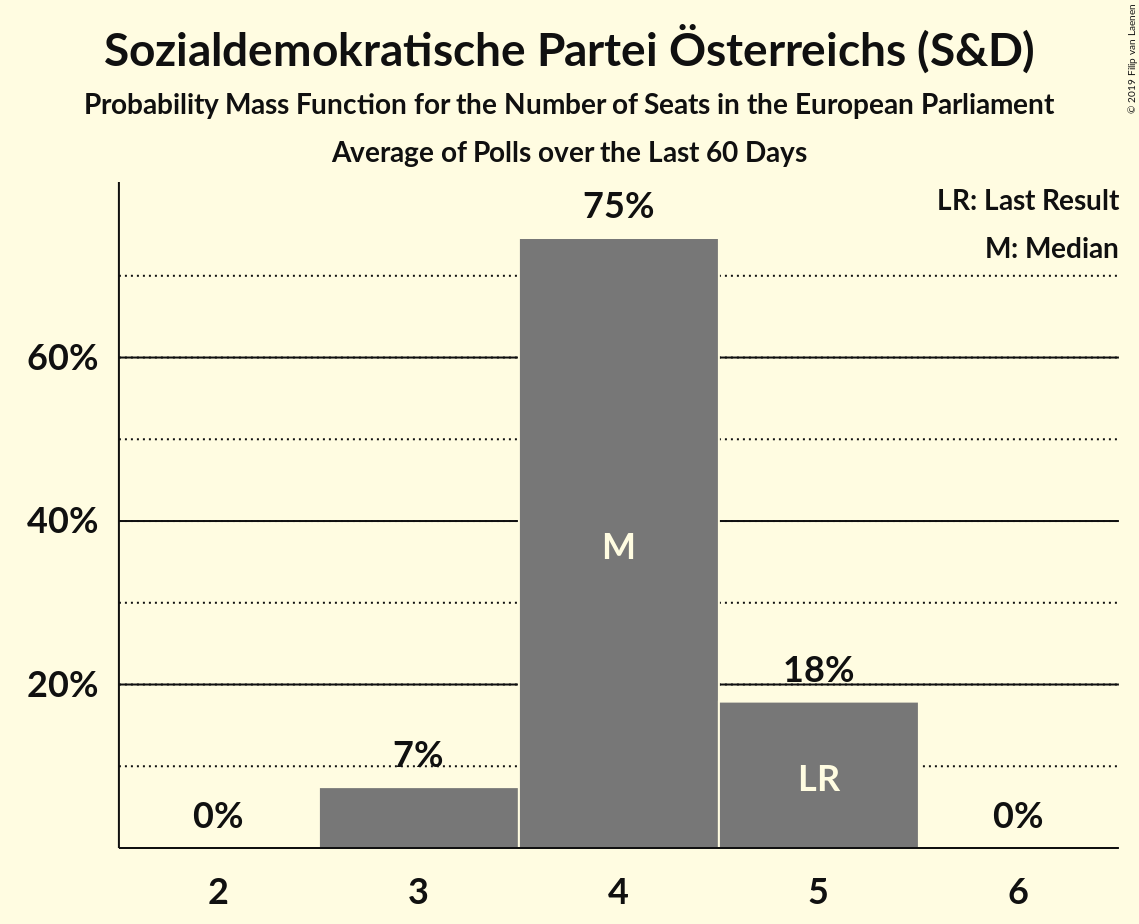 Sozialdemokratische Partei Österreichs (S&D)
Probability Mass Function for the Number of Seats in the European Parliament
Average of Polls over the Last 60 Days
© 2019 Filip van Laenen
LR: Last Result
M: Median
75%
60%
40%
M
20%
18%
7%
LR
0%
0%
2 3 4 5 6